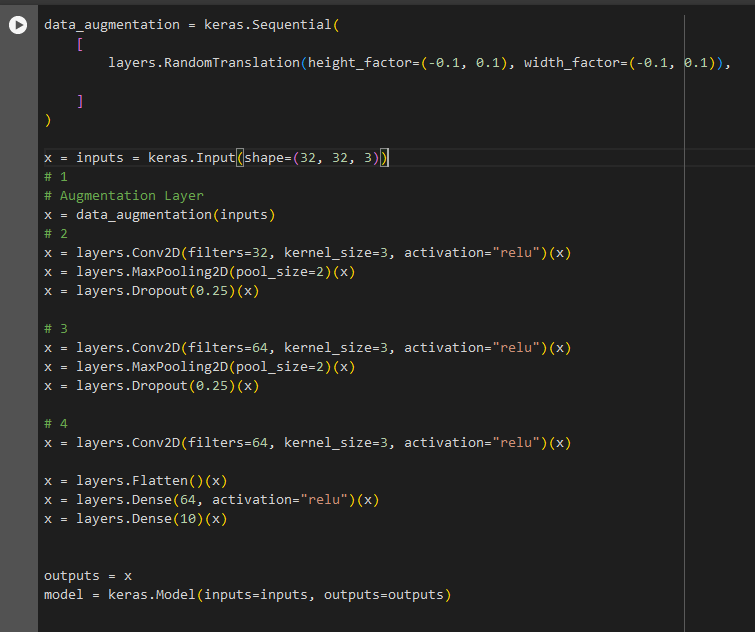 data_augmentation = keras.Sequential(
    [
        layers.RandomTranslation(height_factor=(-0.1, 0.1), width_factor=(-0.1, 0.1)),
    ]
)
x = inputs = keras.Input(shape=(32, 32, 3))
# 1
# Augmentation Layer
x = data_augmentation(inputs)
# 2
x = layers.Conv2D(filters=32, kernel_size=3, activation="relu")(x)
x = layers.MaxPooling2D(pool_size=2)(x)
x = layers.Dropout(0.25)(x)
# 3
x = layers.Conv2D(filters=64, kernel_size=3, activation="relu")(x)
x = layers.MaxPooling2D(pool_size=2)(x)
x = layers.Dropout(0.25)(x)
# 4
x = layers.Conv2D(filters=64, kernel_size=3, activation="relu")(x)
x = layers.Flatten()(x)
x = layers.Dense(64, activation="relu")(x)
x = layers.Dense(10)(x)
outputs = x
model = keras.Model(inputs=inputs, outputs=outputs)